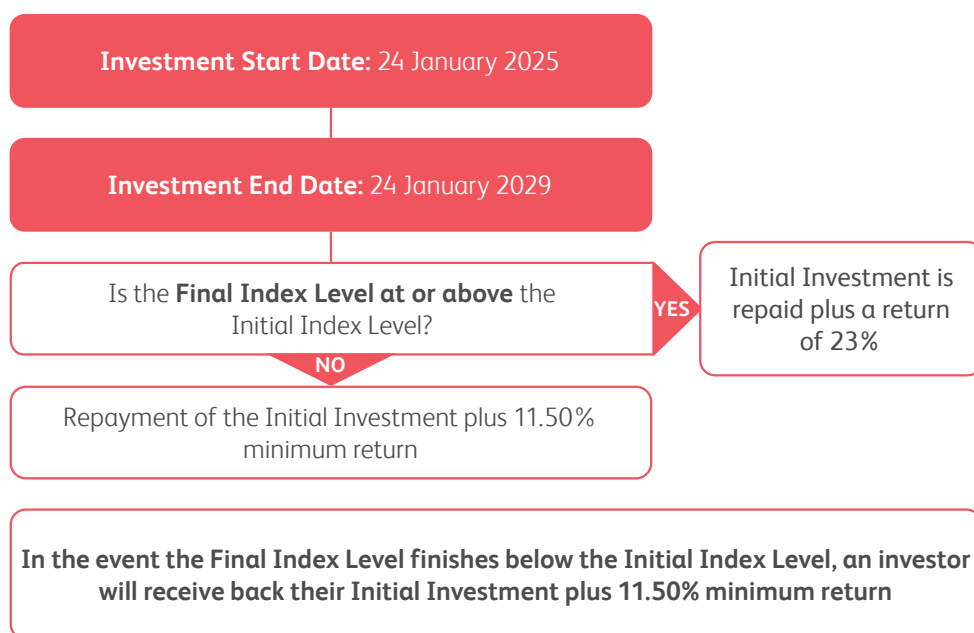 Investment Start Date: 24 January 2025
Investment End Date: 24 January 2029
Is the Final Index Level at or above the
Initial Index Level?
YES
Initial Investment is
repaid plus a return
of 23%
NO
Repayment of the Initial Investment plus 11.50%
minimum return
In the event the Final Index Level finishes below the Initial Index Level, an investor
will receive back their Initial Investment plus 11.50% minimum return